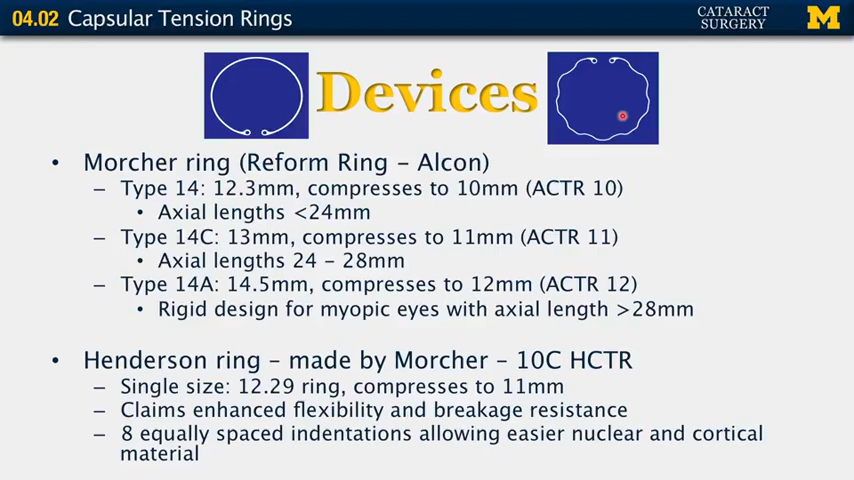 04.02 Capsular Tension Rings
CATARACT
SURGERY
M
Devices
• Morcher ring (Reform Ring – Alcon)
– Type 14: 12.3mm, compresses to 10mm (ACTR 10)
• Axial lengths <24mm
– Type 14C: 13mm, compresses to 11mm (ACTR 11)
• Axial lengths 24 – 28mm
– Type 14A: 14.5mm, compresses to 12mm (ACTR 12)
• Rigid design for myopic eyes with axial length >28mm
• Henderson ring – made by Morcher – 10C HCTR
– Single size: 12.29 ring, compresses to 11mm
– Claims enhanced flexibility and breakage resistance
– 8 equally spaced indentations allowing easier nuclear and cortical
material